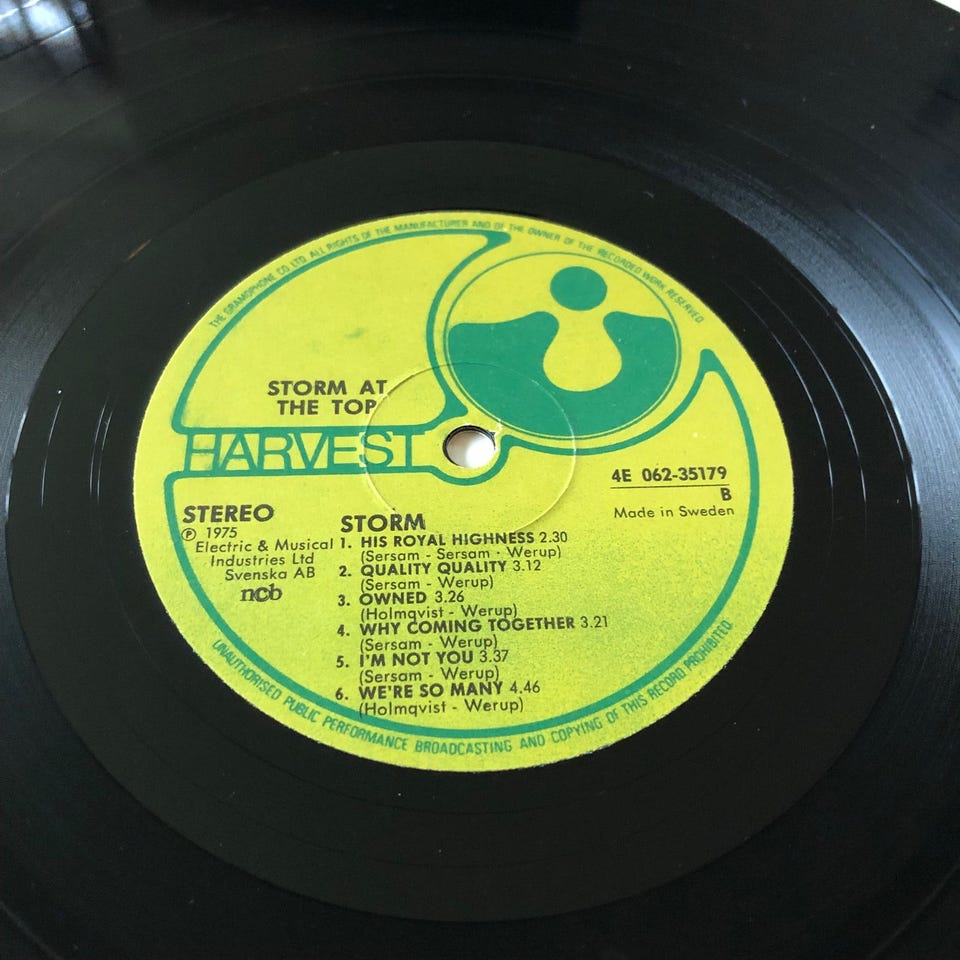 THE GRAMOPHONE CO LTD. ALL RIGHTS OF THE MANUFACTURER AND OF THE OWNER OF THE RECORDED WORK RESERVED
STORM AT
THE TOP
HARVEST
4E 062-35179
B
Made in Sweden
STEREO
℗ 1975
Electric & Musical
Industries Ltd
Svenska AB
ncb
STORM
1. HIS ROYAL HIGHNESS 2.30
(Sersam - Sersam - Werup)
2. QUALITY QUALITY 3.12
(Sersam - Werup)
3. OWNED 3.26
(Holmqvist - Werup)
4. WHY COMING TOGETHER 3.21
(Sersam - Werup)
5. I'M NOT YOU 3.37
(Sersam - Werup)
6. WE'RE SO MANY 4.46
(Holmqvist - Werup)
UNAUTHORISED PUBLIC PERFORMANCE BROADCASTING AND COPYING OF THIS RECORD PROHIBITED